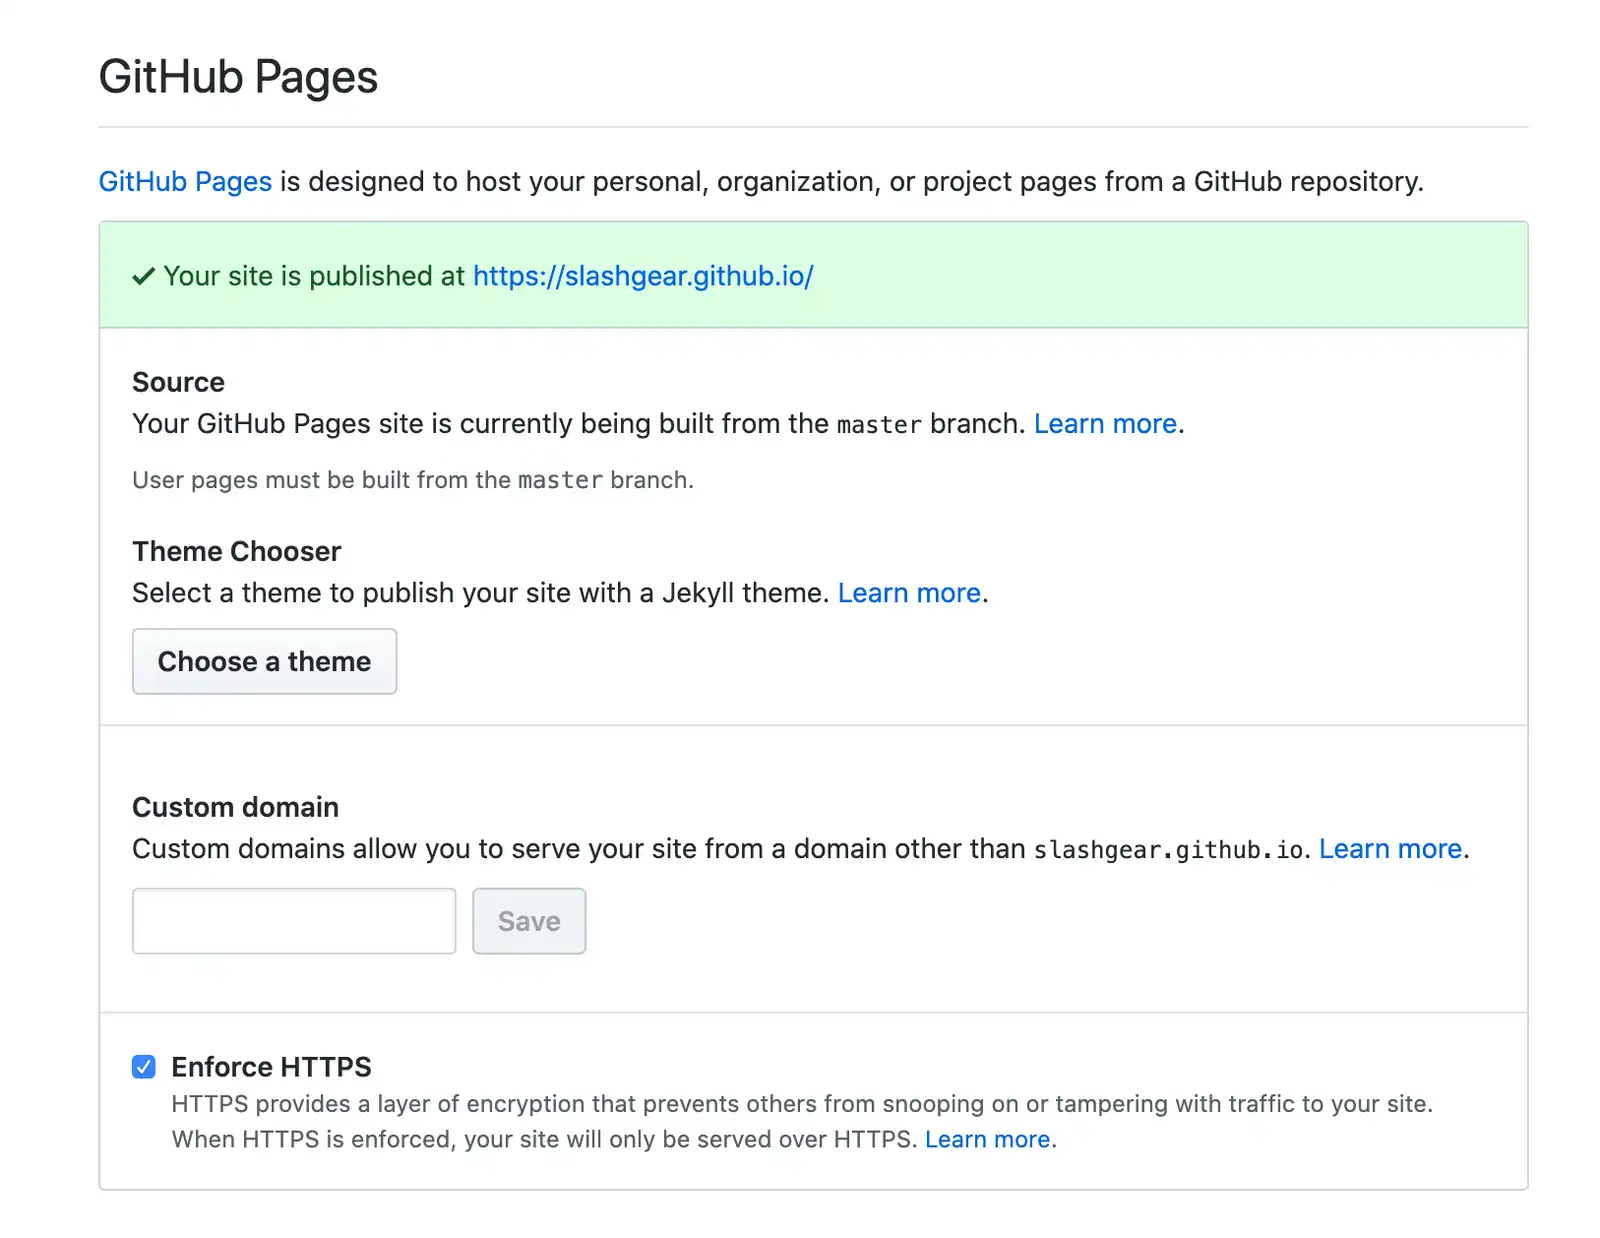 GitHub Pages
GitHub Pages is designed to host your personal, organization, or project pages from a GitHub repository.
Your site is published at https://slashgear.github.io/
Source
Your GitHub Pages site is currently being built from the master branch. Learn more.
User pages must be built from the master branch.
Theme Chooser
Select a theme to publish your site with a Jekyll theme. Learn more.
Choose a theme
Custom domain
Custom domains allow you to serve your site from a domain other than slashgear.github.io. Learn more.
Save
Enforce HTTPS
HTTPS provides a layer of encryption that prevents others from snooping on or tampering with traffic to your site.
When HTTPS is enforced, your site will only be served over HTTPS. Learn more.